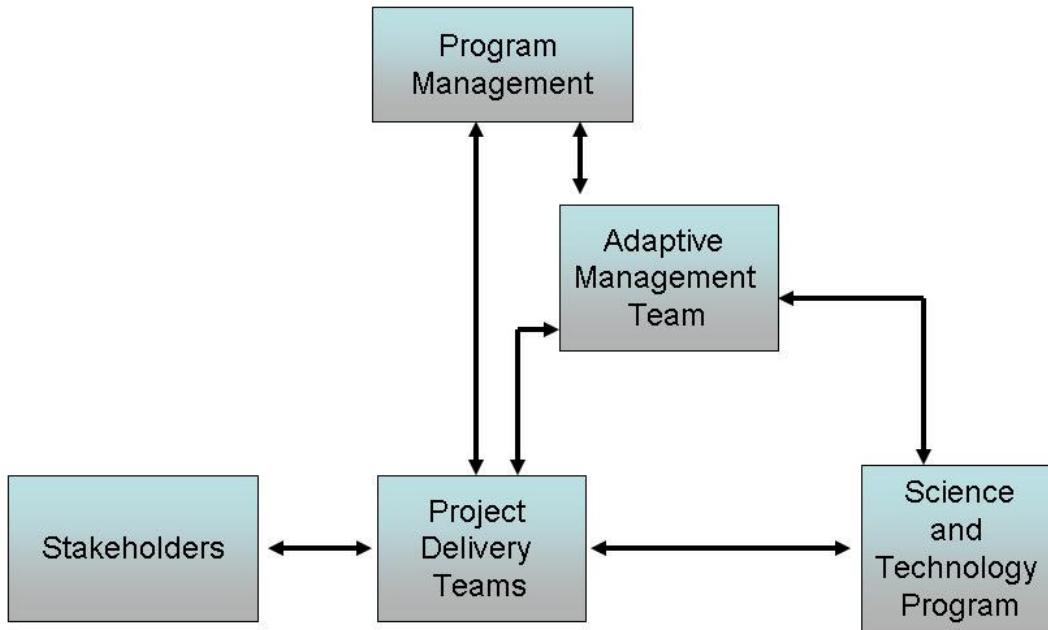 Program
Management
Adaptive
Management
Team
Stakeholders
Project
Delivery
Teams
Science
and
Technology
Program